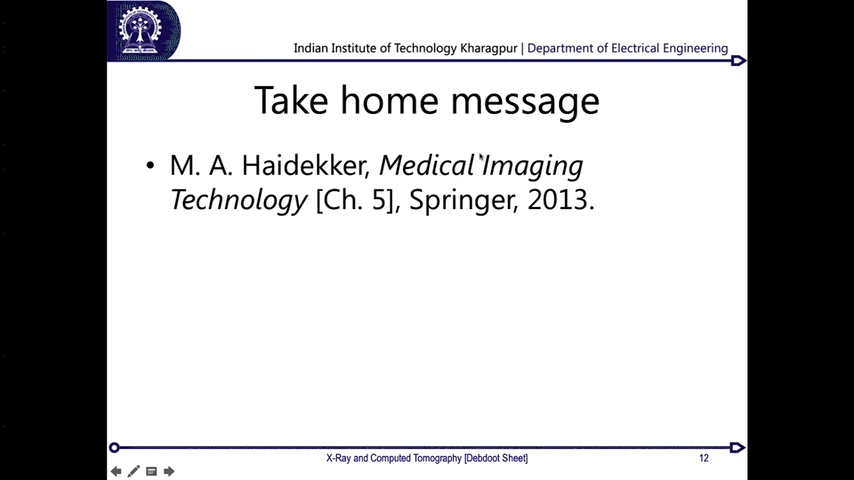 Indian Institute of Technology Kharagpur | Department of Electrical Engineering
Take home message
• M. A. Haidekker, Medical Imaging
Technology [Ch. 5], Springer, 2013.
X-Ray and Computed Tomography [Debdoot Sheet]
12